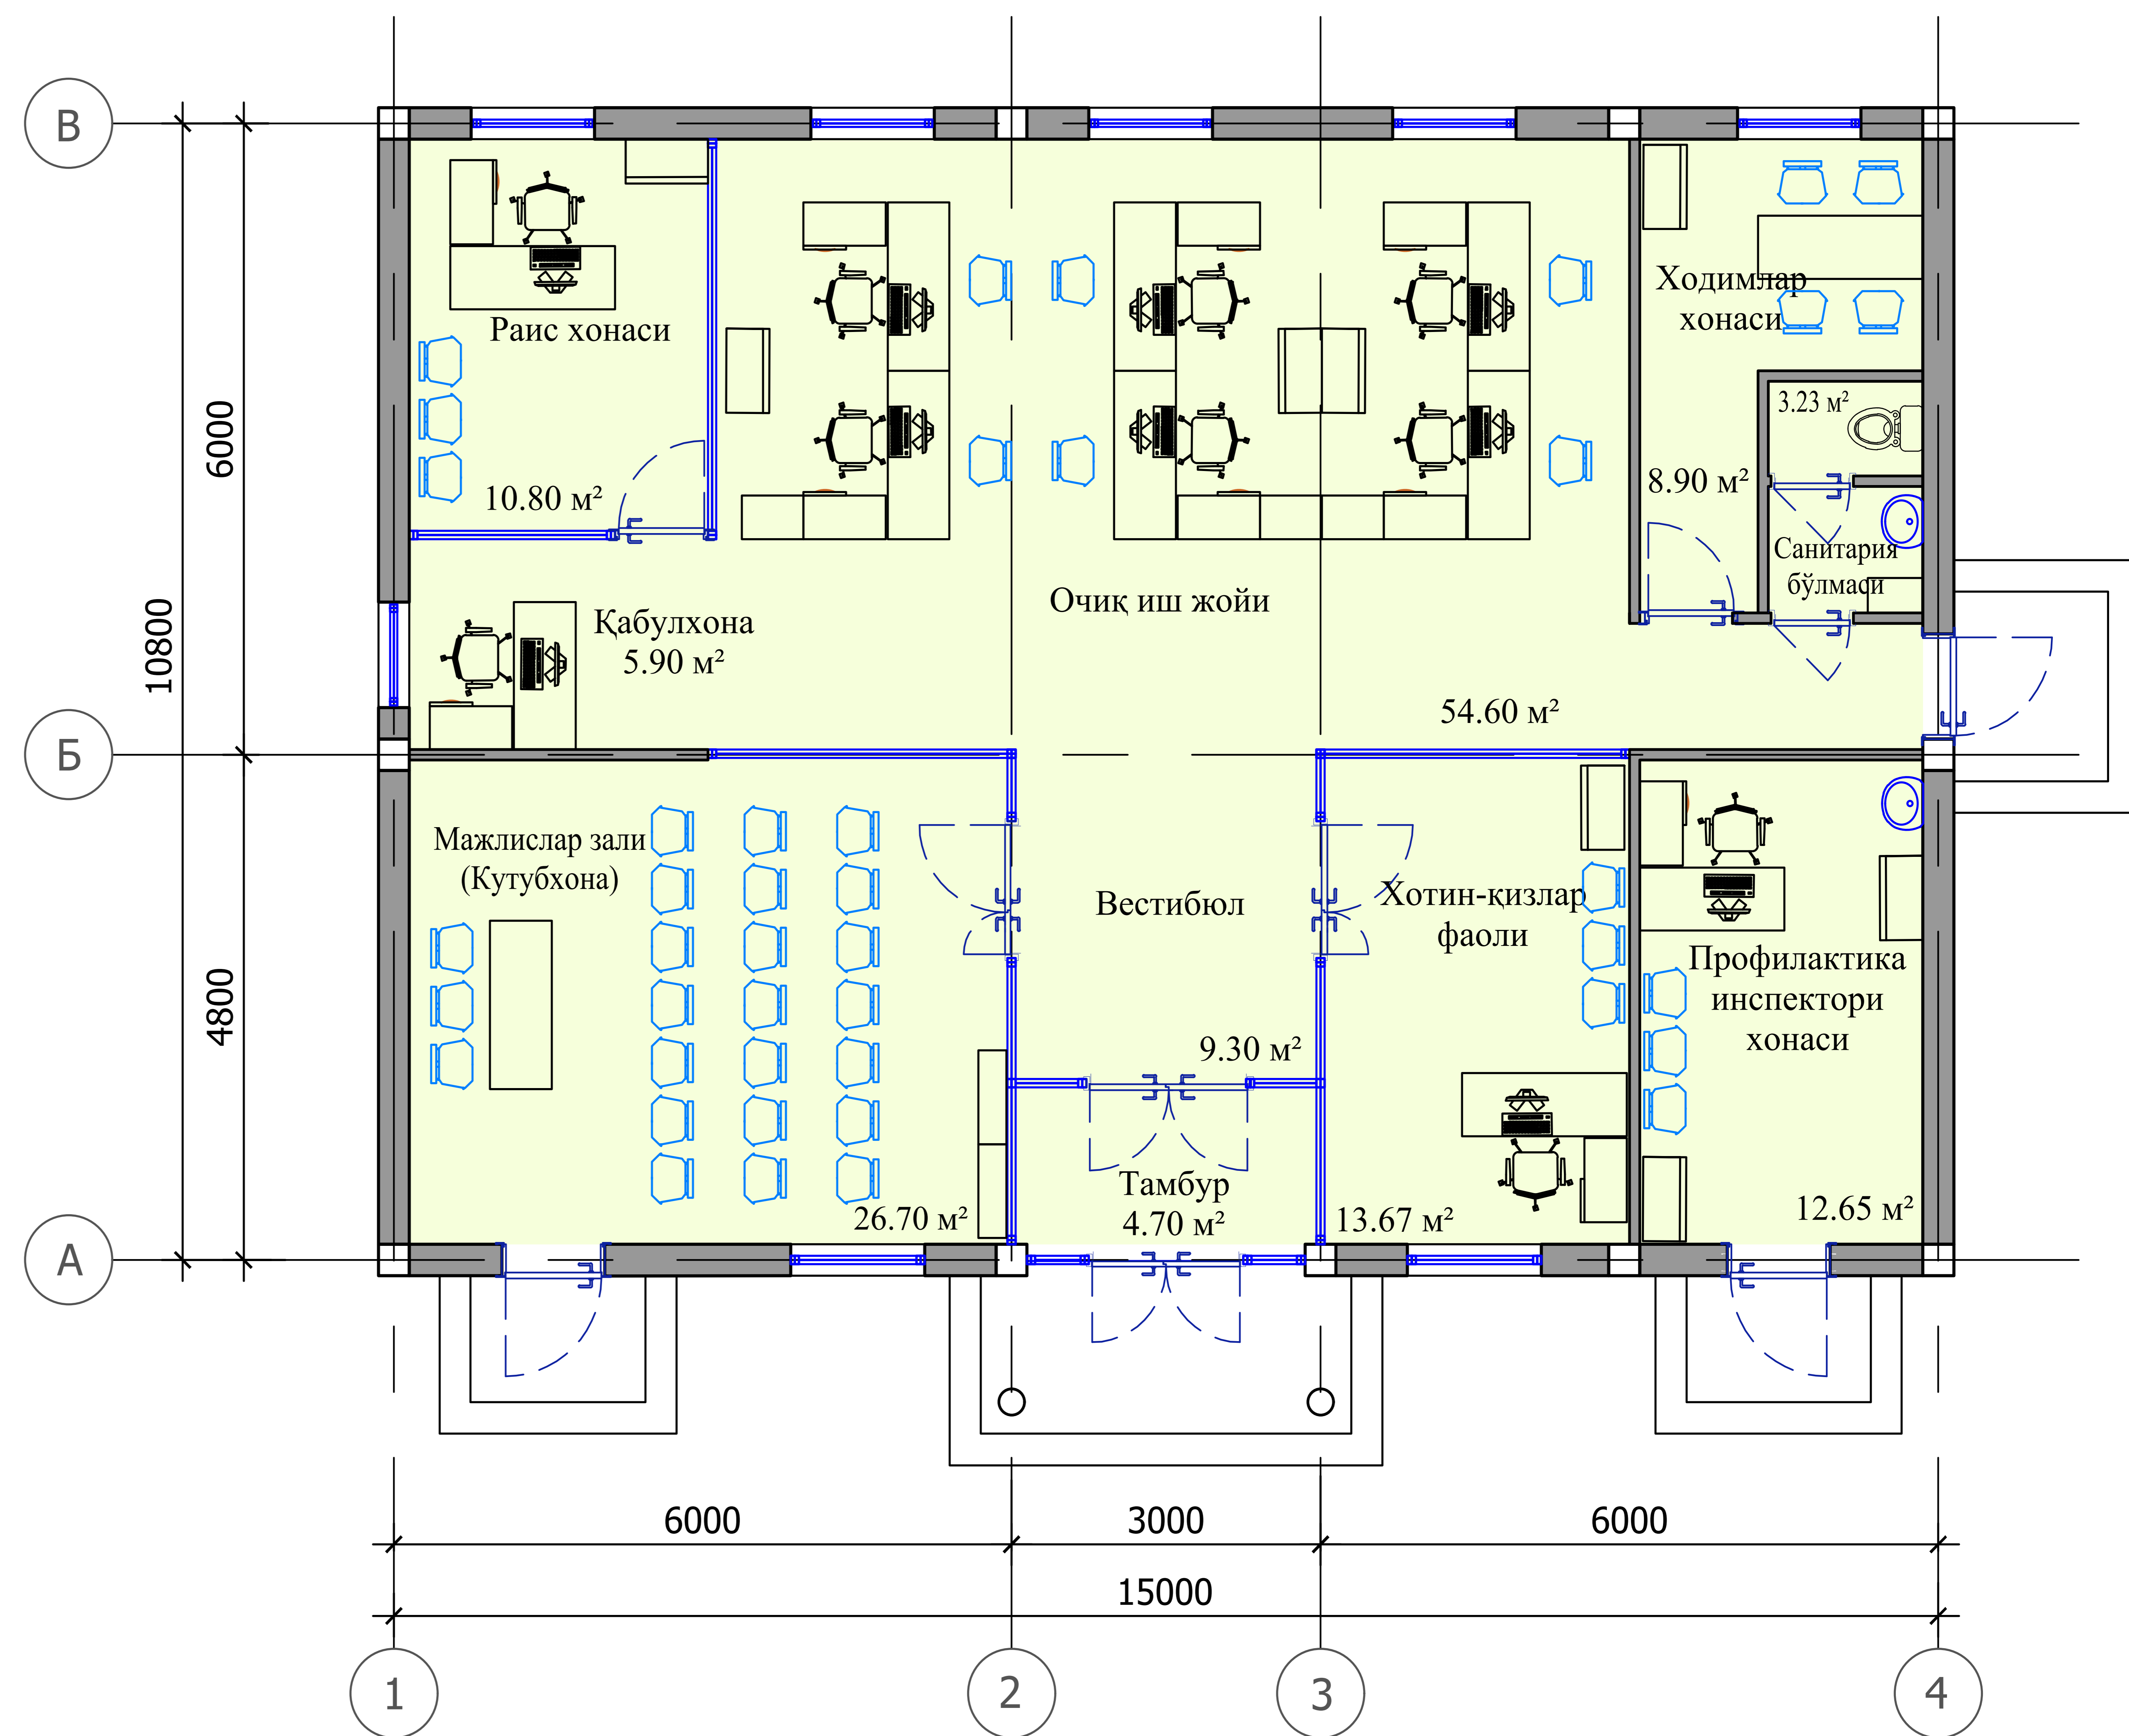 В
Раис хонаси
10.80 м²
Ходимлар
хонаси
3.23 м²
8.90 м²
Санитария
бўлмаси
6000
10800
Қабулхона
5.90 м²
Очиқ иш жойи
54.60 м²
Б
Мажлислар зали
(Кутубхона)
26.70 м²
Вестибюл
9.30 м²
Хотин-қизлар
фаоли
13.67 м²
Профилактика
инспектори
хонаси
12.65 м²
4800
Тамбур
4.70 м²
А
6000
3000
6000
15000
1
2
3
4